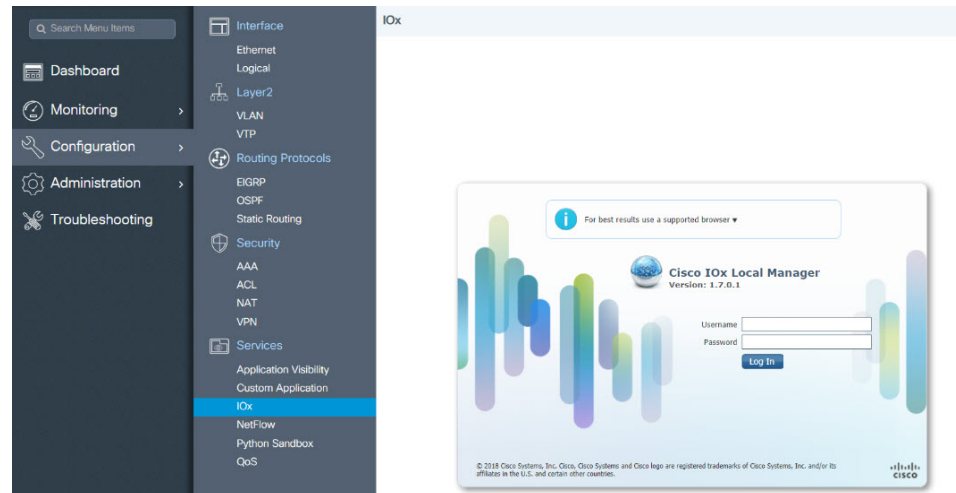 Search Menu Items
Dashboard
Monitoring
Configuration
Administration
Troubleshooting
Interface
Ethernet
Logical
Layer2
VLAN
VTP
Routing Protocols
EIGRP
OSPF
Static Routing
Security
AAA
ACL
NAT
VPN
Services
Application Visibility
Custom Application
IOx
NetFlow
Python Sandbox
QoS
IOx
For best results use a supported browser
Cisco IOx Local Manager
Version: 1.7.0.1
Username
Password
Log In
© 2018 Cisco Systems, Inc. Cisco, Cisco Systems and Cisco logo are registered trademarks of Cisco Systems, Inc. and/or its
affiliates in the U.S. and certain other countries.
CISCO